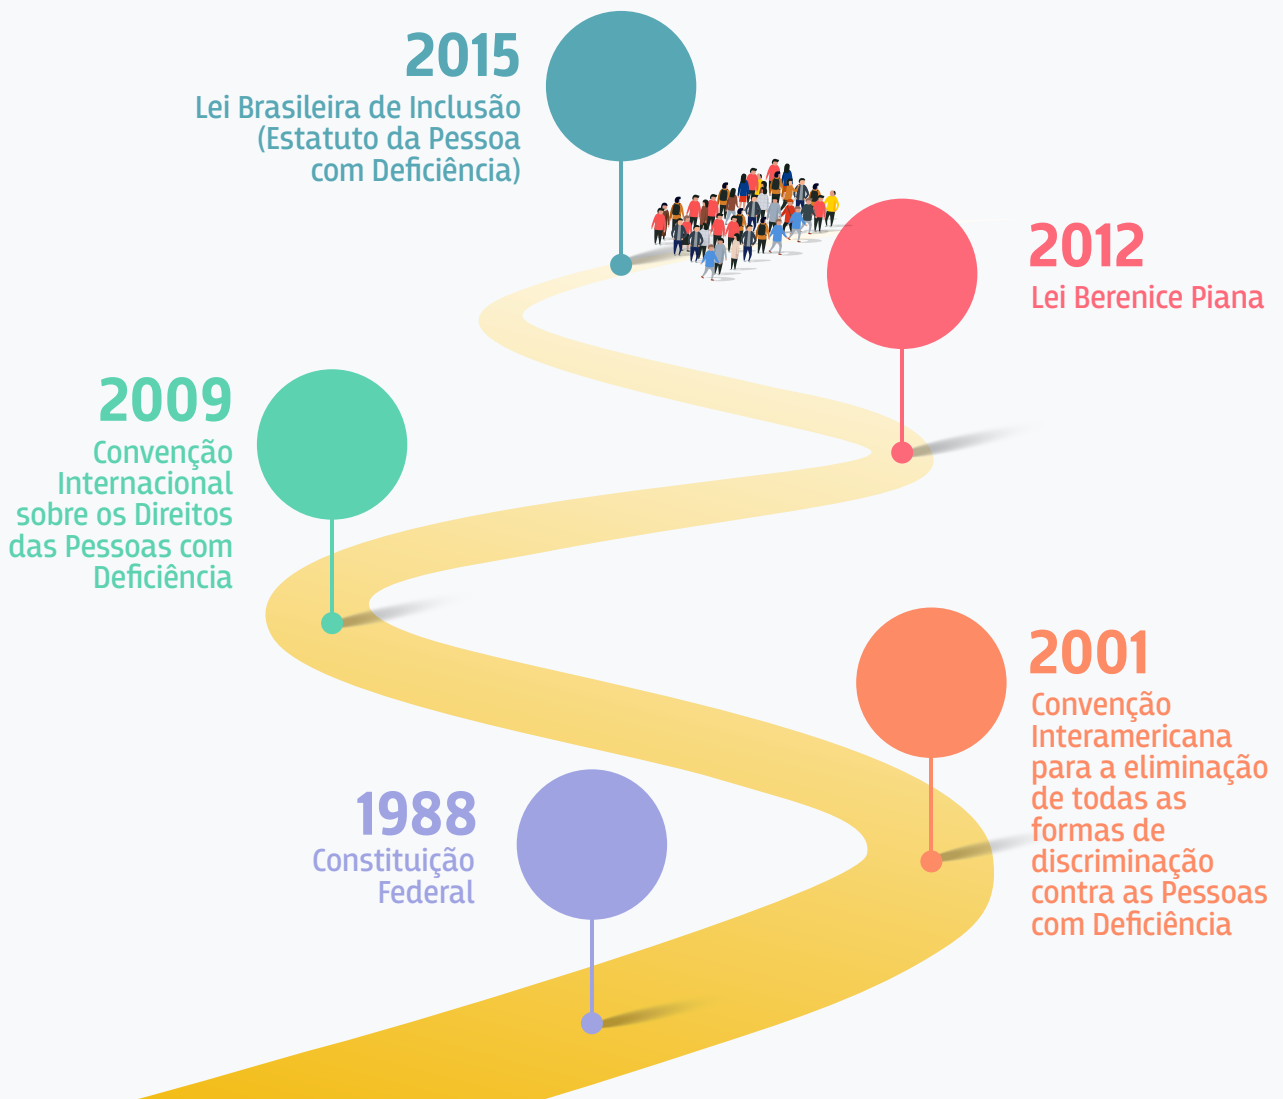 2015
Lei Brasileira de Inclusão
(Estatuto da Pessoa
com Deficiência)
2012
Lei Berenice Piana
2009
Convenção
Internacional
sobre os Direitos
das Pessoas com
Deficiência
2001
Convenção
Interamericana
para a eliminação
de todas as
formas de
discriminação
contra as Pessoas
com Deficiência
1988
Constituição
Federal